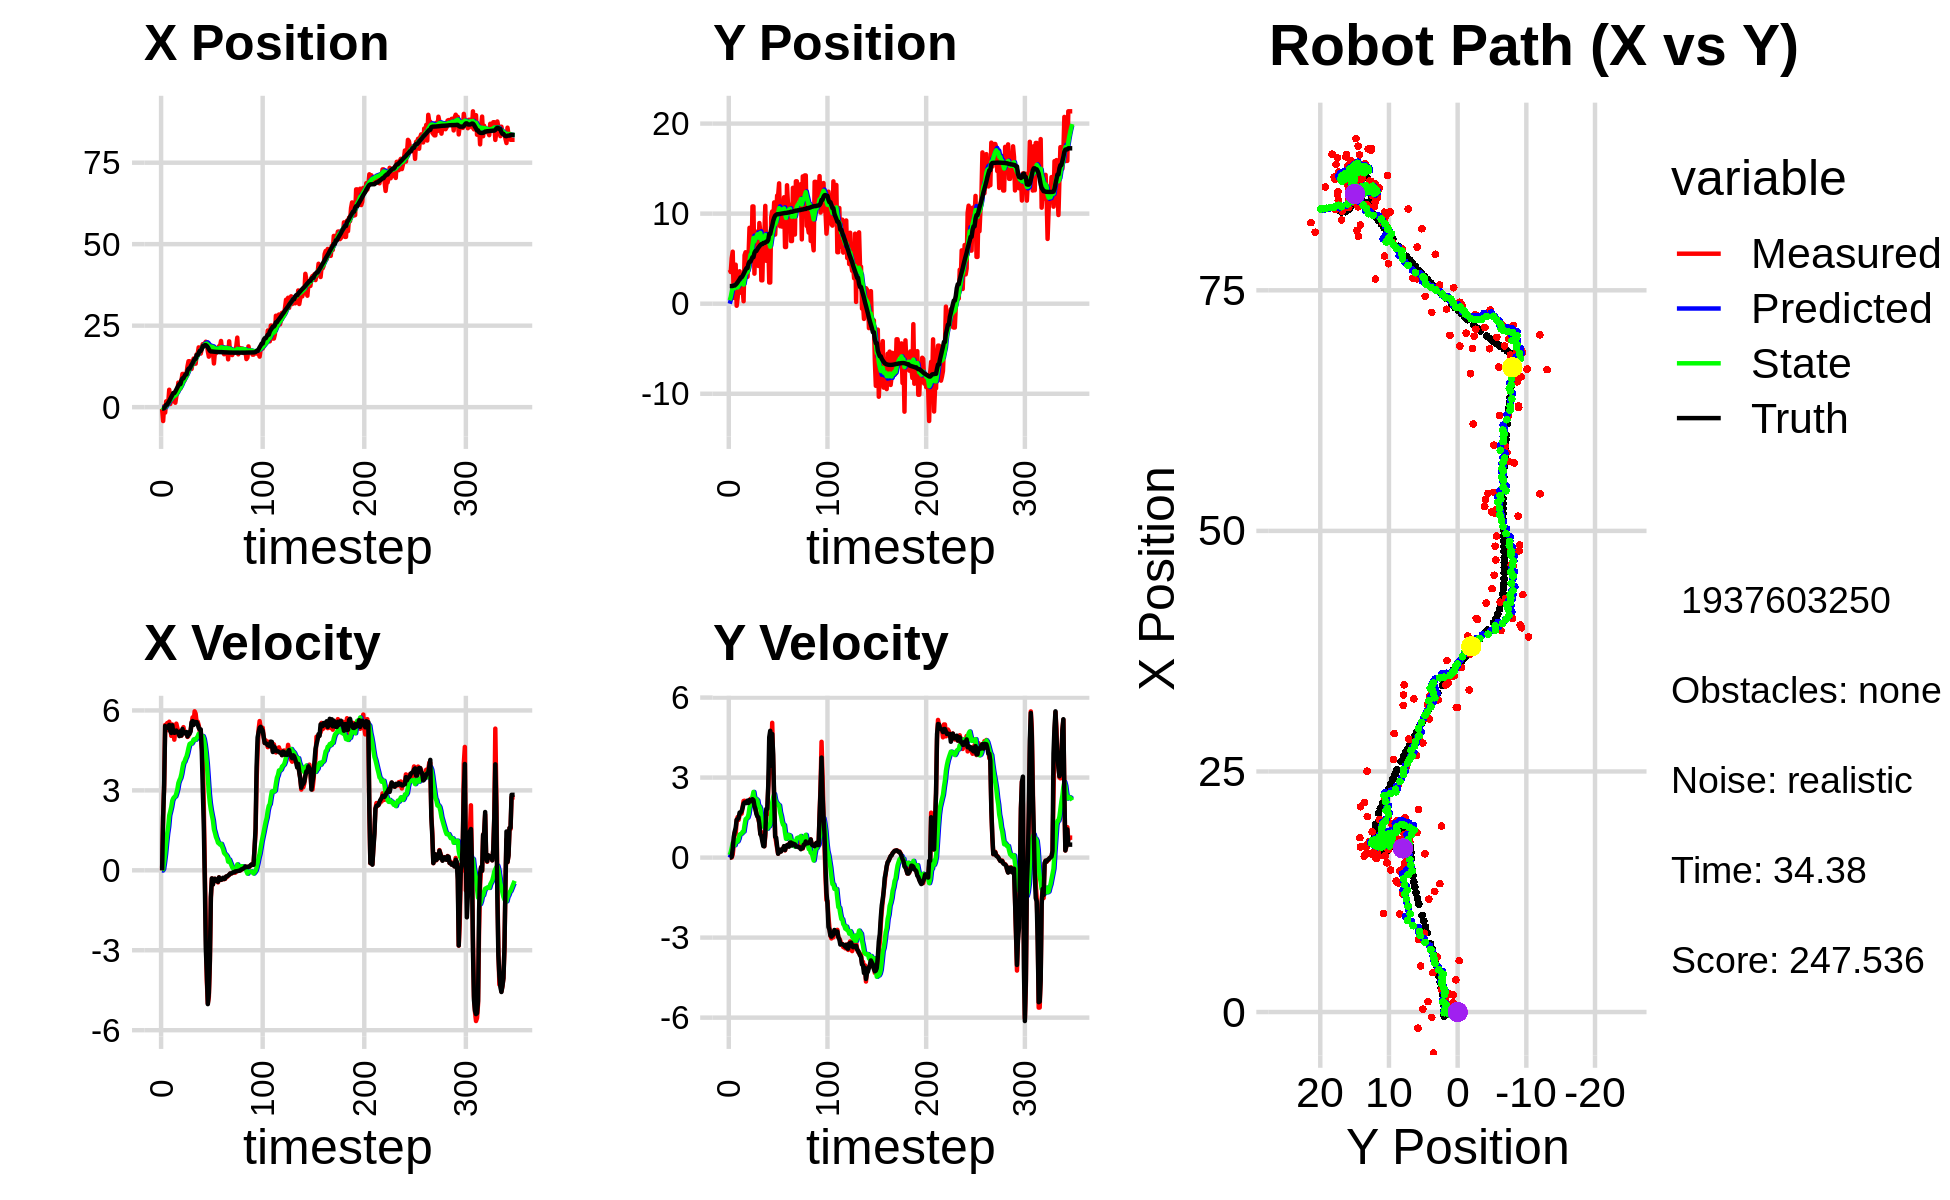 X Position
75
50
25
0
0
100
200
300
timestep
Y Position
20
10
0
-10
0
100
200
300
timestep
X Velocity
6
3
0
-3
-6
0
100
200
300
timestep
Y Velocity
6
3
0
-3
-6
0
100
200
300
timestep
Robot Path (X vs Y)
X Position
75
50
25
0
20 10 0 -10 -20
Y Position
variable
Measured
Predicted
State
Truth
1937603250
Obstacles: none
Noise: realistic
Time: 34.38
Score: 247.536